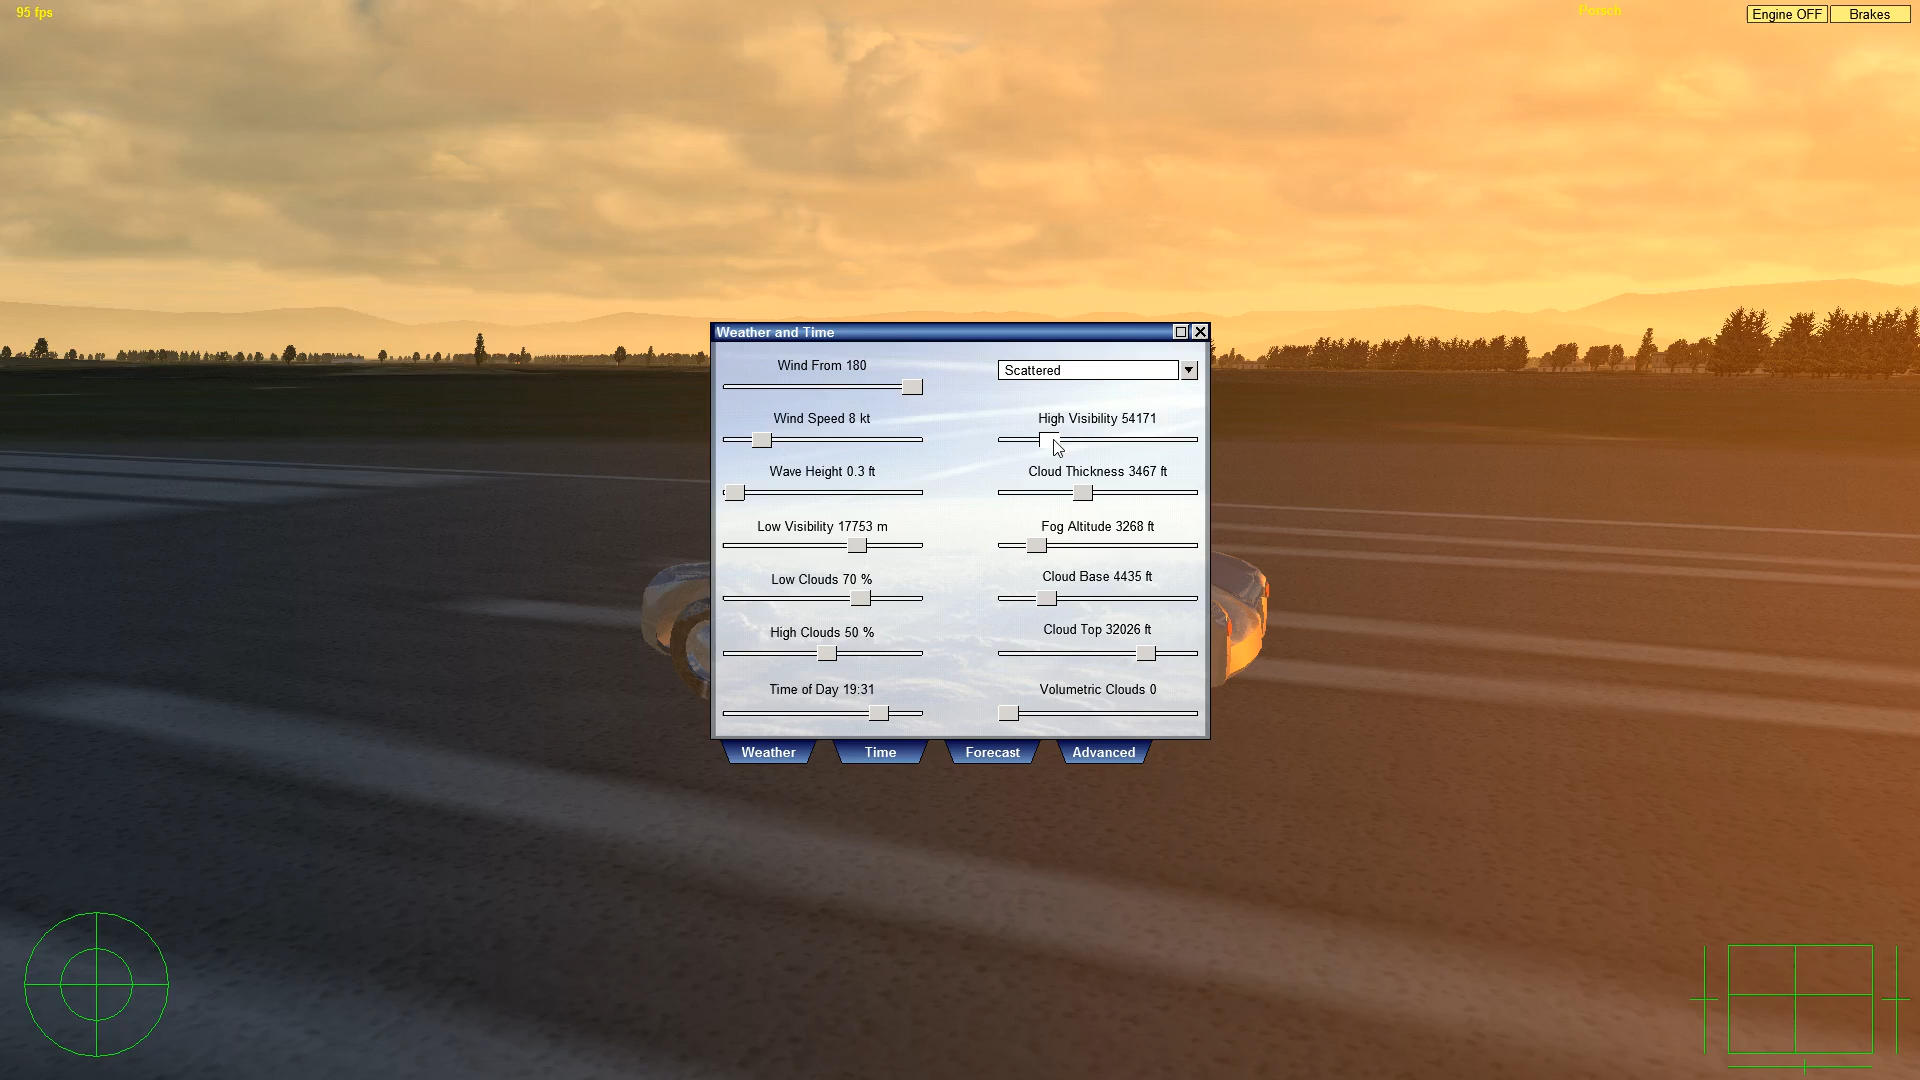 95 fps
Porsch
Engine OFF
Brakes
Weather and Time
Wind From 180
Scattered
Wind Speed 8 kt
High Visibility 54171
Wave Height 0.3 ft
Cloud Thickness 3467 ft
Low Visibility 17753 m
Fog Altitude 3268 ft
Low Clouds 70 %
Cloud Base 4435 ft
High Clouds 50 %
Cloud Top 32026 ft
Time of Day 19:31
Volumetric Clouds 0
Weather
Time
Forecast
Advanced